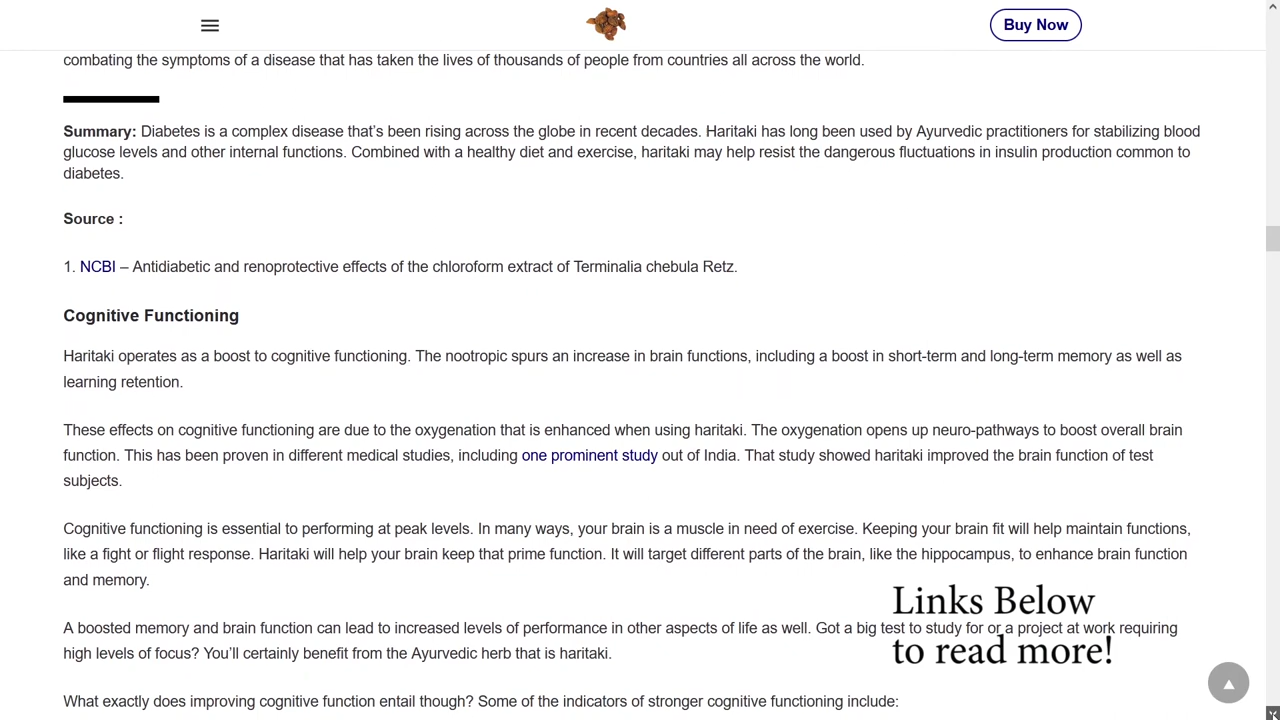 Buy Now
combating the symptoms of a disease that has taken the lives of thousands of people from countries all across the world.
Summary: Diabetes is a complex disease that’s been rising across the globe in recent decades. Haritaki has long been used by Ayurvedic practitioners for stabilizing blood
glucose levels and other internal functions. Combined with a healthy diet and exercise, haritaki may help resist the dangerous fluctuations in insulin production common to
diabetes.
Source :
1. NCBI – Antidiabetic and renoprotective effects of the chloroform extract of Terminalia chebula Retz.
Cognitive Functioning
Haritaki operates as a boost to cognitive functioning. The nootropic spurs an increase in brain functions, including a boost in short-term and long-term memory as well as
learning retention.
These effects on cognitive functioning are due to the oxygenation that is enhanced when using haritaki. The oxygenation opens up neuro-pathways to boost overall brain
function. This has been proven in different medical studies, including one prominent study out of India. That study showed haritaki improved the brain function of test
subjects.
Cognitive functioning is essential to performing at peak levels. In many ways, your brain is a muscle in need of exercise. Keeping your brain fit will help maintain functions,
like a fight or flight response. Haritaki will help your brain keep that prime function. It will target different parts of the brain, like the hippocampus, to enhance brain function
and memory.
A boosted memory and brain function can lead to increased levels of performance in other aspects of life as well. Got a big test to study for or a project at work requiring
high levels of focus? You’ll certainly benefit from the Ayurvedic herb that is haritaki.
What exactly does improving cognitive function entail though? Some of the indicators of stronger cognitive functioning include:
Links Below
to read more!